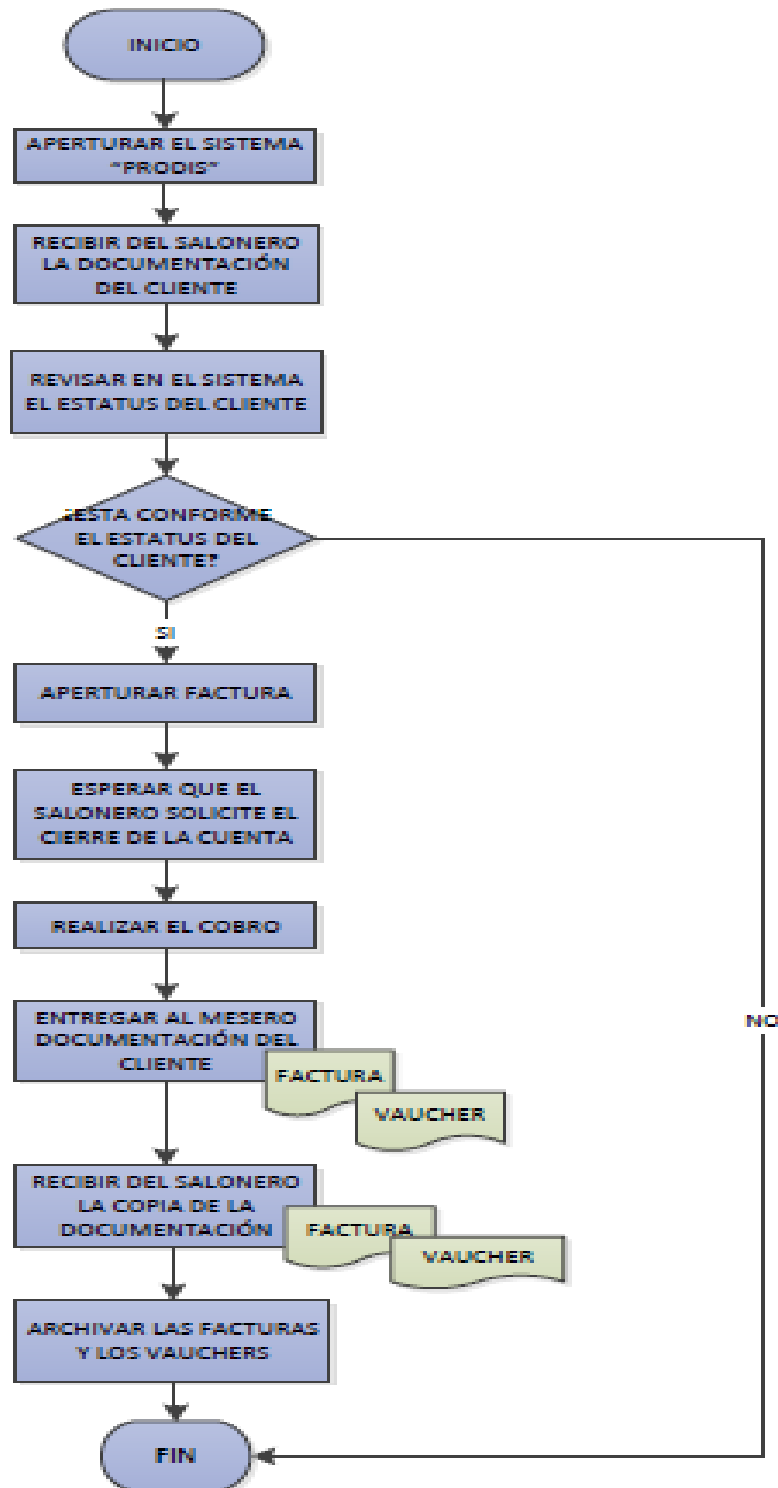 INICIO
APERTURAR EL SISTEMA
"PRODIS"
RECIBIR DEL SALONERO
LA DOCUMENTACIÓN
DEL CLIENTE
REVISAR EN EL SISTEMA
EL ESTATUS DEL CLIENTE
¿ESTA CONFORME
EL ESTATUS DEL
CLIENTE?
SI
APERTURAR FACTURA
ESPERAR QUE EL
SALONERO SOLICITE EL
CIERRE DE LA CUENTA
REALIZAR EL COBRO
NO
ENTREGAR AL MESERO
DOCUMENTACIÓN DEL
CLIENTE
FACTURA
VAUCHER
RECIBIR DEL SALONERO
LA COPIA DE LA
DOCUMENTACIÓN
FACTURA
VAUCHER
ARCHIVAR LAS FACTURAS
Y LOS VAUCHERS
FIN